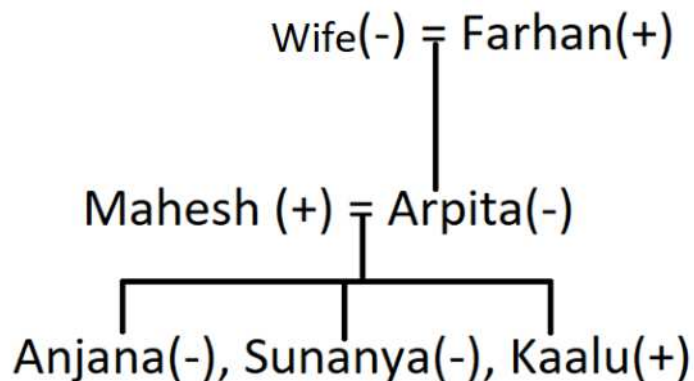 Wife(-) = Farhan(+)
Mahesh (+) = Arpita(-)
Anjana(-), Sunanya(-), Kaalu(+)